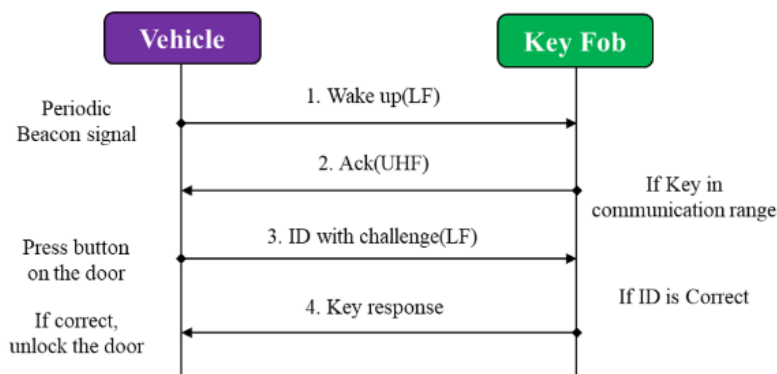 Vehicle
Key Fob
1. Wake up(LF)
Periodic
Beacon signal
2. Ack(UHF)
If Key in
communication range
3. ID with challenge(LF)
Press button
on the door
If ID is Correct
4. Key response
If correct,
unlock the door